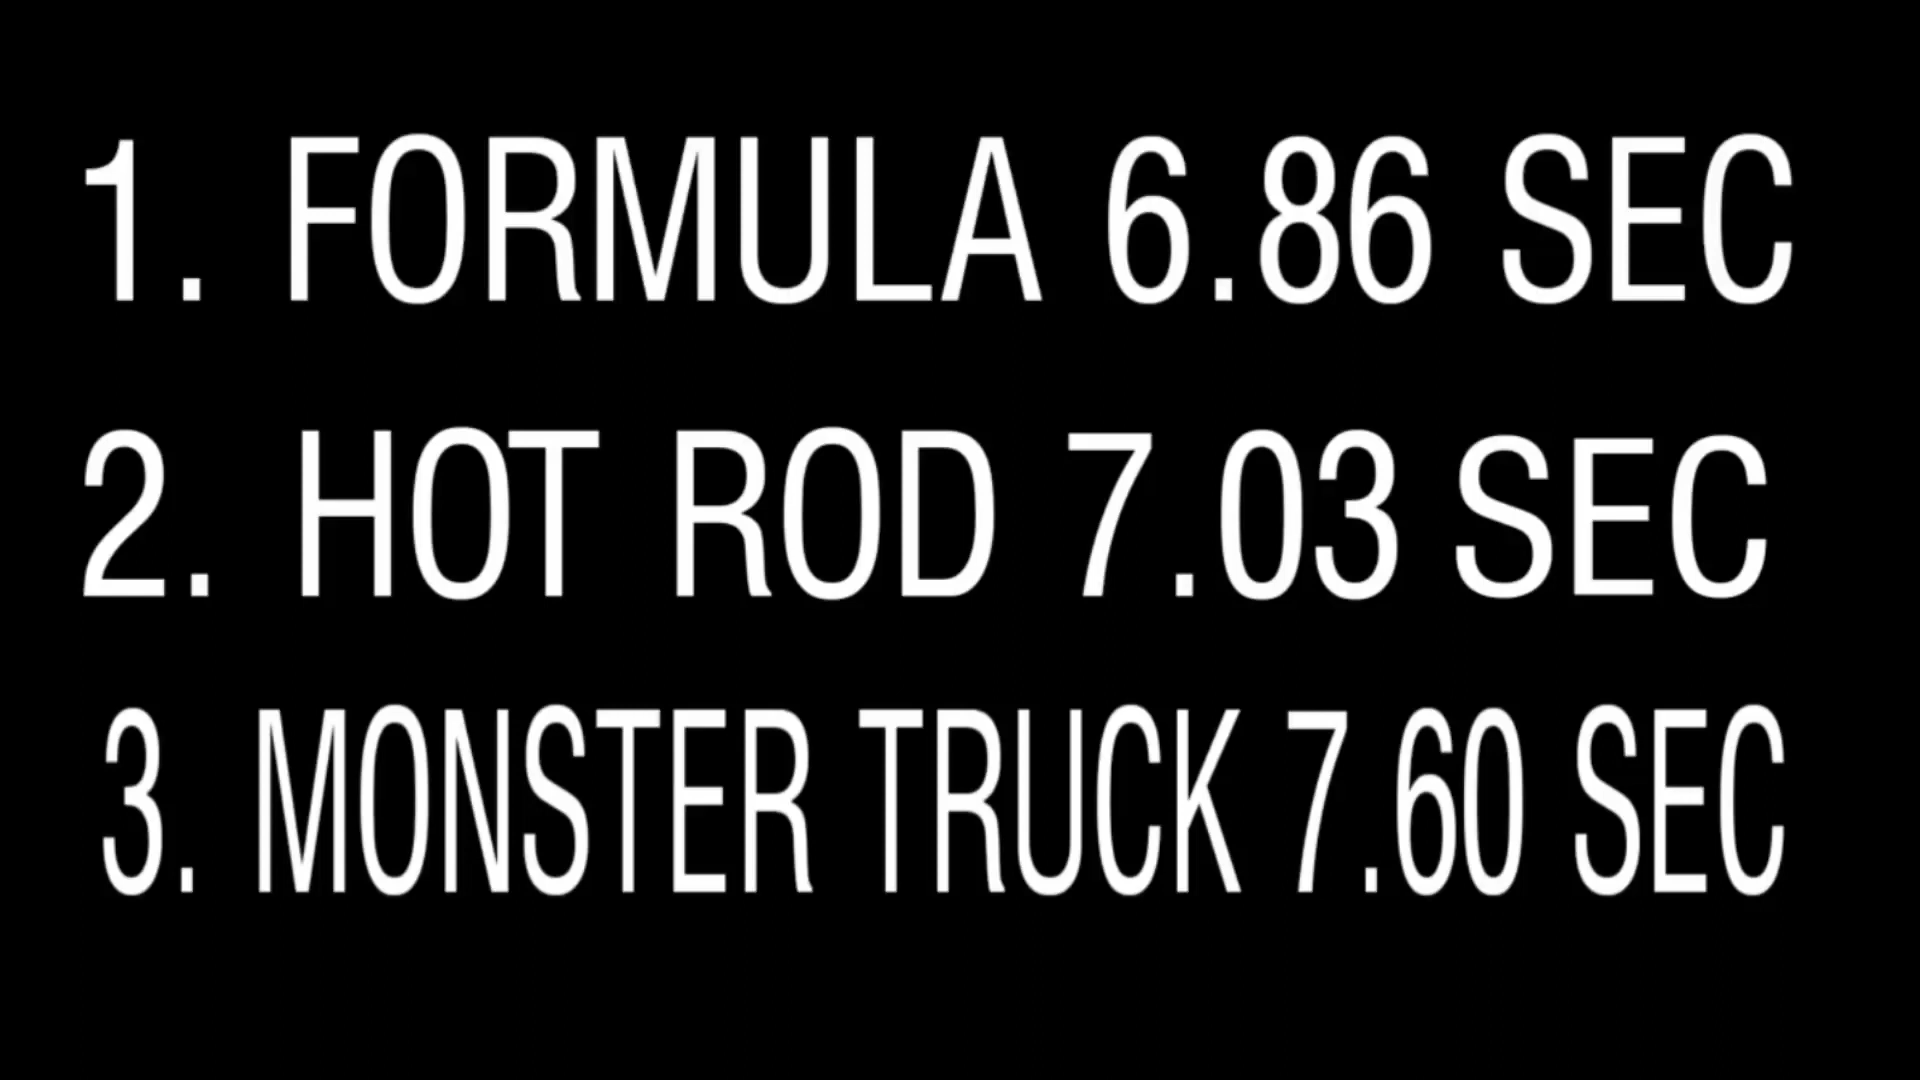 1. FORMULA 6.86 SEC
2. HOT ROD 7.03 SEC
3. MONSTER TRUCK 7.60 SEC